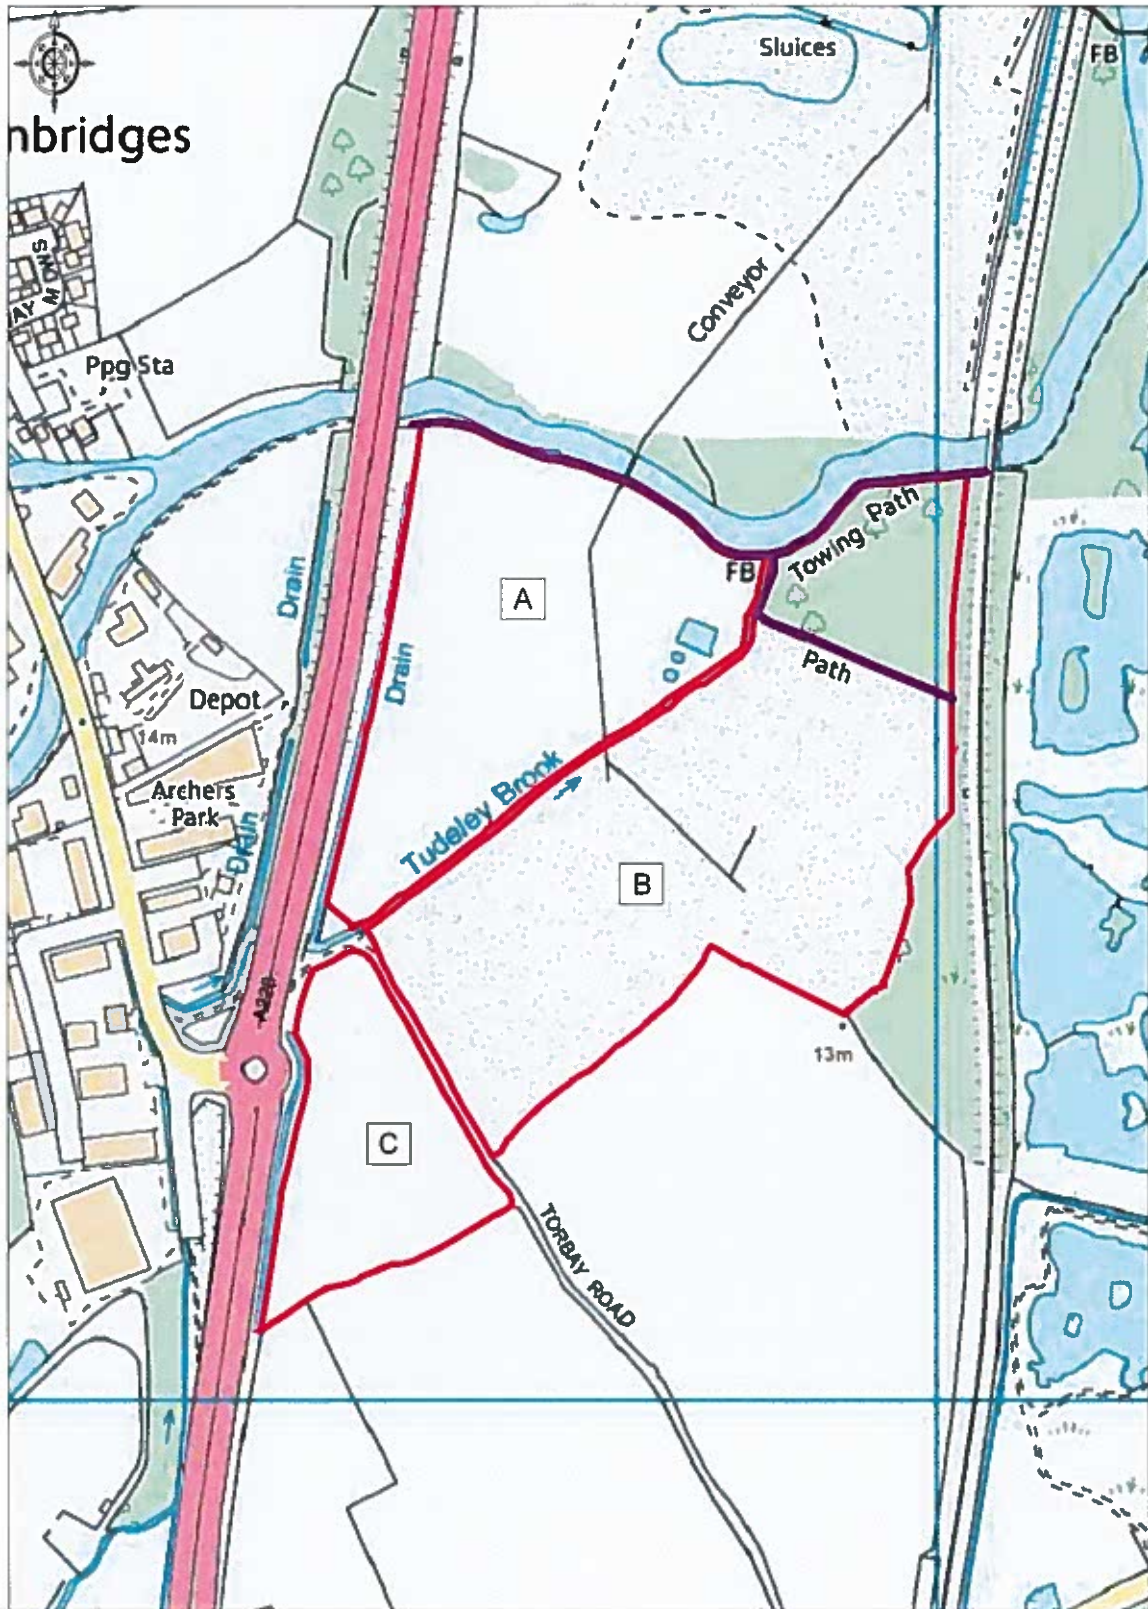 Sluices
FB
nbridges
MEWS
AY
Conveyor
Ppg Sta
Towing Path
FB
Drain
A
Path
Drain
Depot
14m
Archers
Park
Tudeley Brook
Drain
B
A228
13m
C
TORBAY ROAD